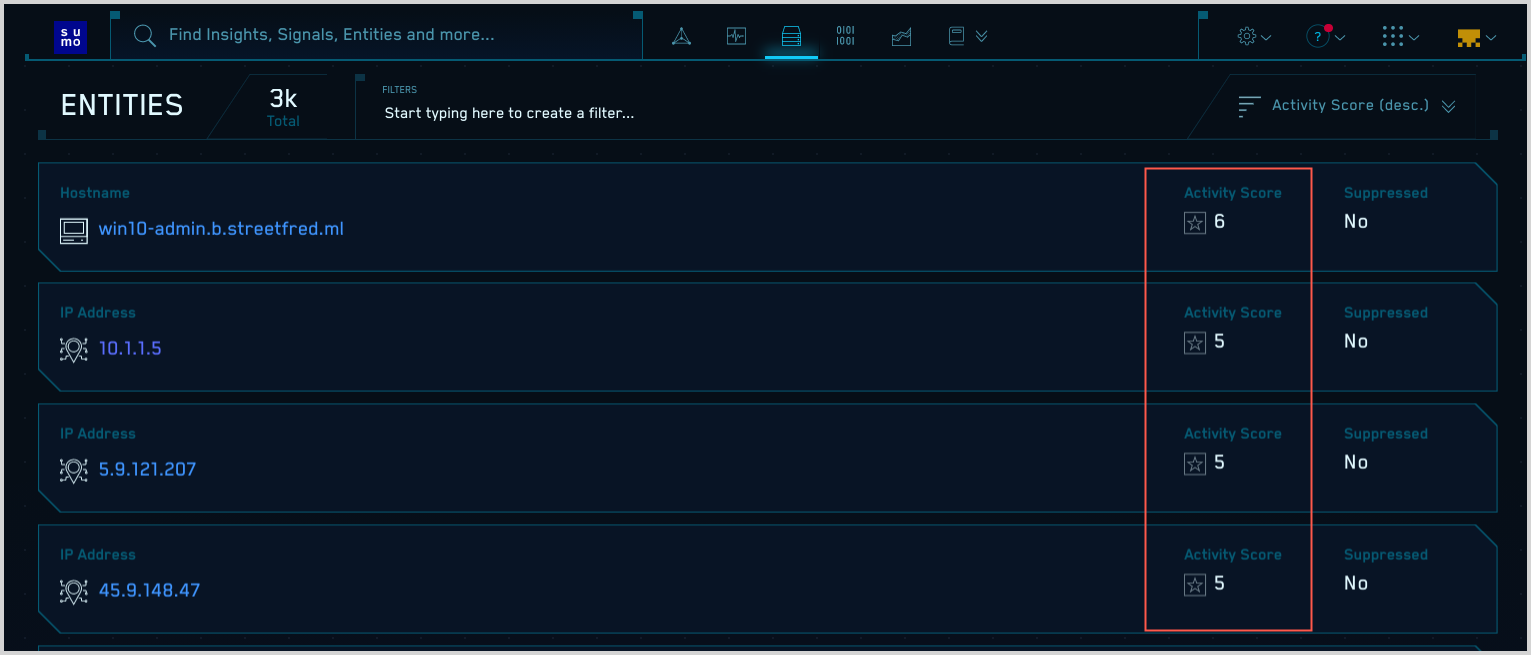 su
mo
Find Insights, Signals, Entities and more...
0101
1001
?
ENTITIES
3k
Total
FILTERS
Start typing here to create a filter...
Activity Score (desc.)
Hostname
win10-admin.b.streetfred.ml
Activity Score
6
Suppressed
No
IP Address
10.1.1.5
Activity Score
5
Suppressed
No
IP Address
5.9.121.207
Activity Score
5
Suppressed
No
IP Address
45.9.148.47
Activity Score
5
Suppressed
No